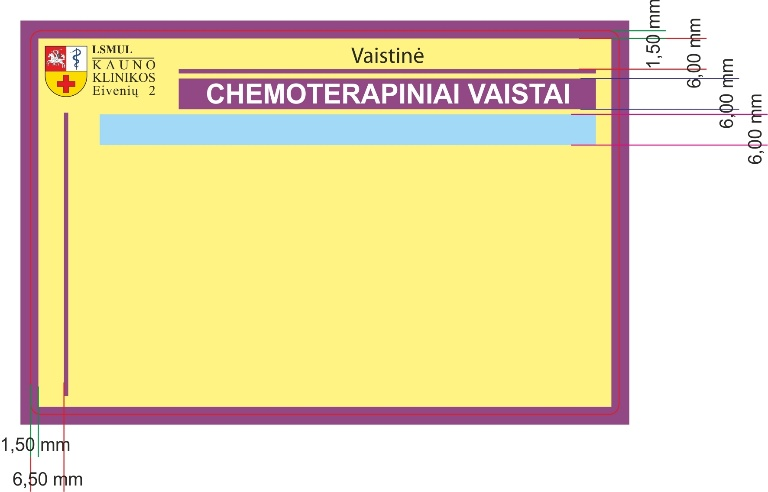 LSMUL
KAUNO
KLINIKOS
Eivenių 2
Vaistinė
CHEMOTERAPINIAI VAISTAI
1,50 mm
6,00 mm
6,00 mm
6,00 mm
1,50 mm
6,50 mm